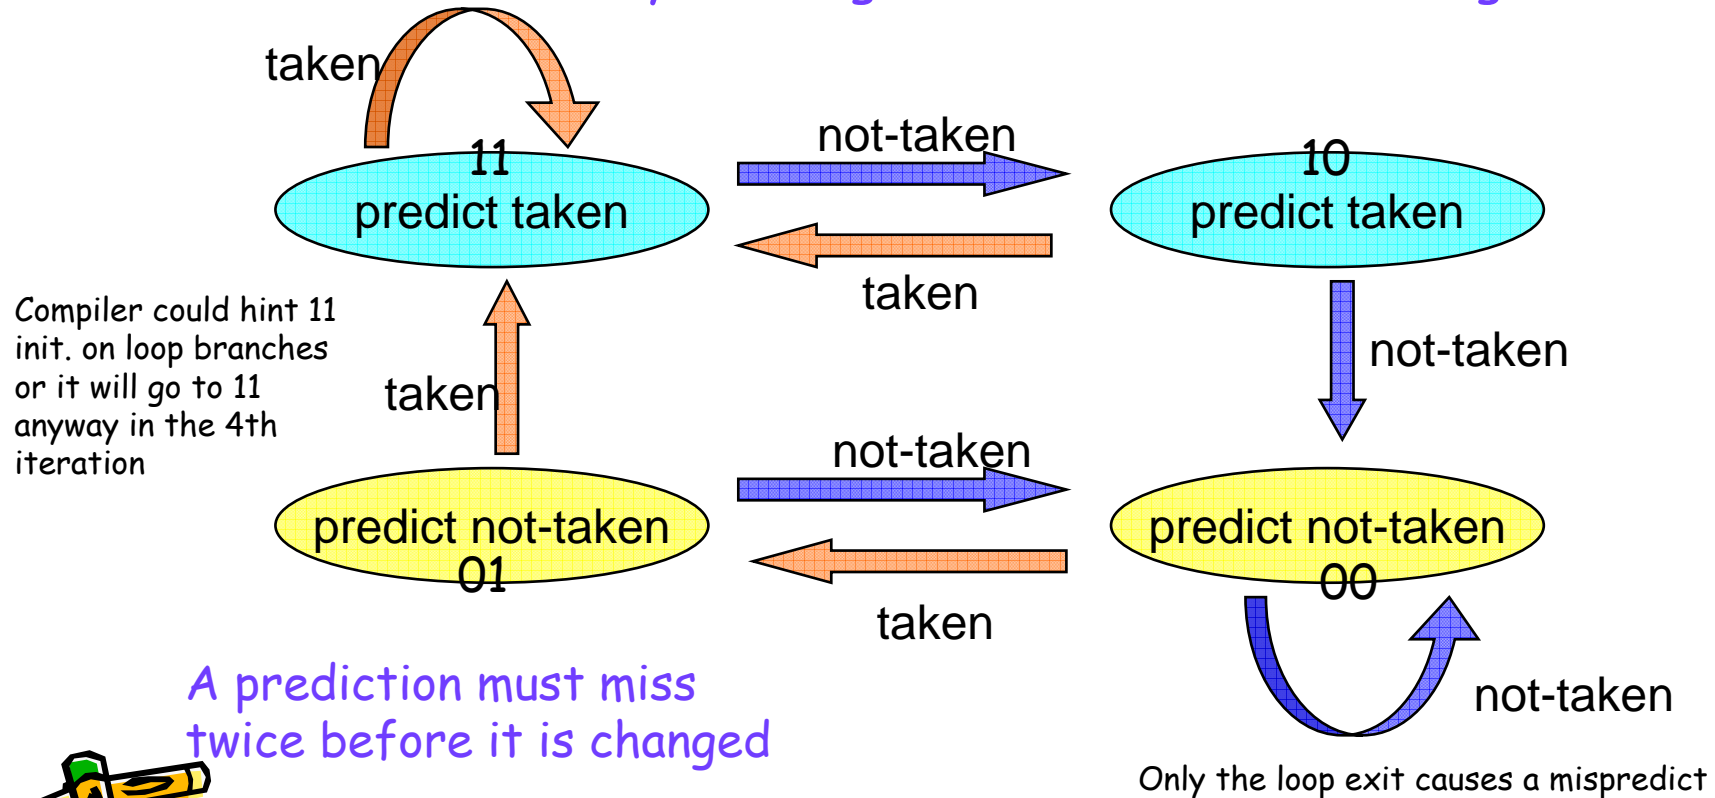 taken
not-taken
11
predict taken
10
predict taken
taken
Compiler could hint 11
init. on loop branches
or it will go to 11
anyway in the 4th
iteration
taken
not-taken
not-taken
predict not-taken
01
predict not-taken
00
taken
not-taken
A prediction must miss
twice before it is changed
Only the loop exit causes a mispredict